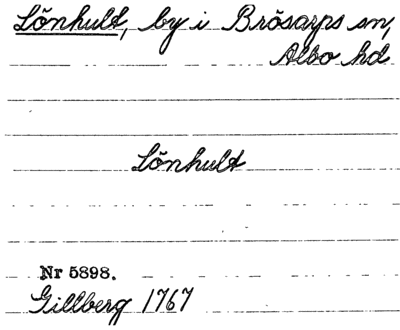 Lönhult, by i Brösarps sn,
Albo hd
Lönhult
Nr 5898.
Gillberg 1767